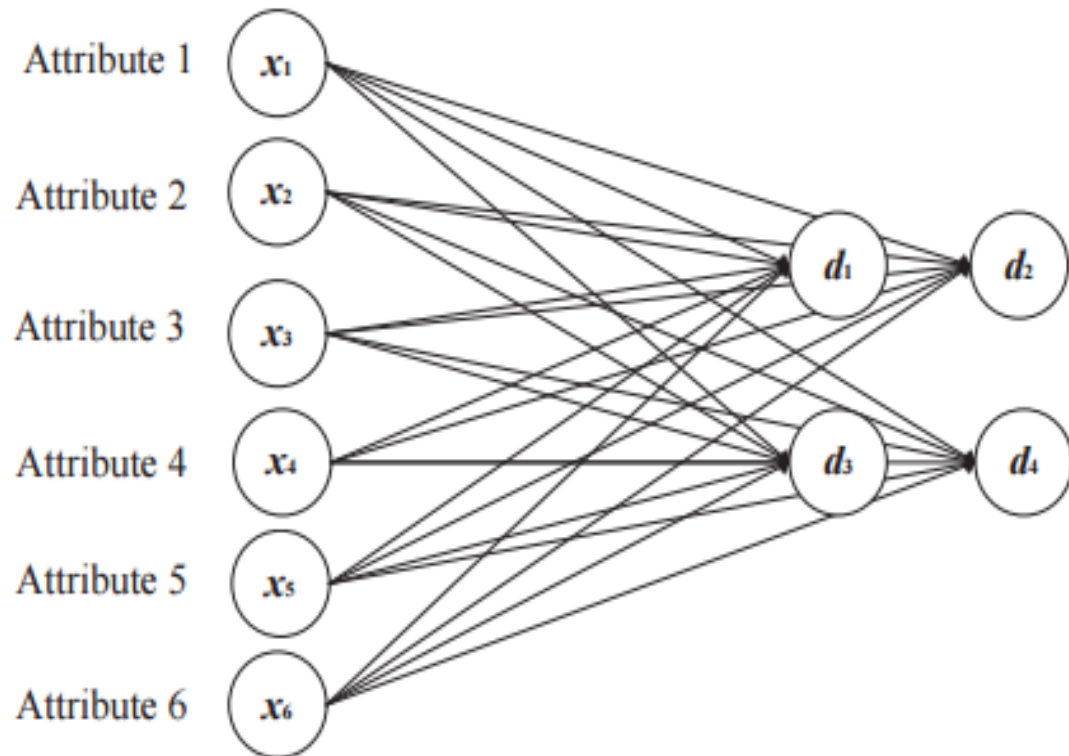 Attribute 1 x₁
Attribute 2 x₂
d₁ d₂
Attribute 3 x₃
Attribute 4 x₄ d₃ d₄
Attribute 5 x₅
Attribute 6 x₆